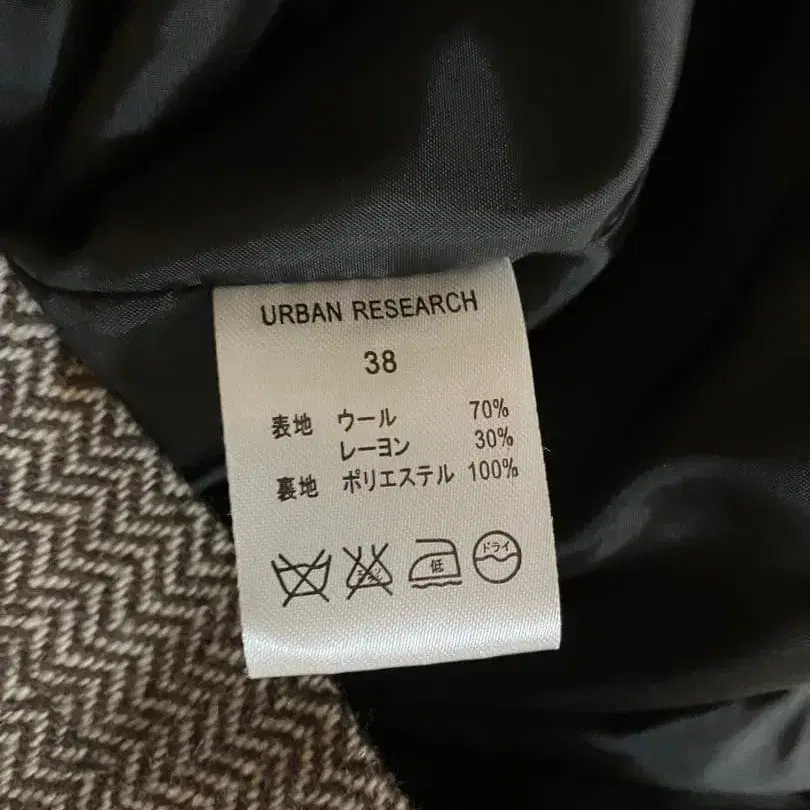 URBAN RESEARCH
38
表地 ウール 70%
レーヨン 30%
裏地 ポリエステル 100%
低 ドライ